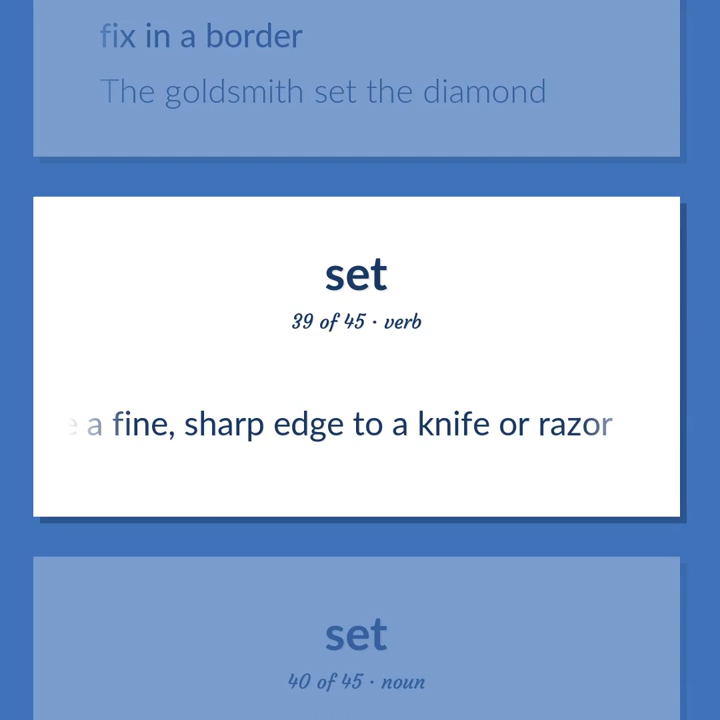 fix in a border
The goldsmith set the diamond
set
39 of 45 · verb
e a fine, sharp edge to a knife or razor
set
40 of 45 · noun